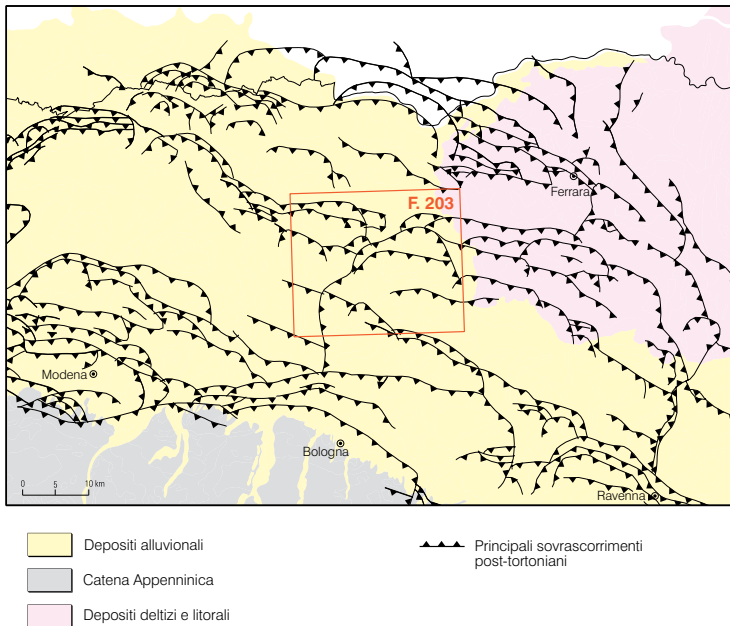 F. 203
Ferrara
Modena
Bologna
Ravenna
0 5 10 km
Depositi alluvionali
Catena Appenninica
Depositi deltizi e litorali
Principali sovrascorrimenti
post-tortoniani